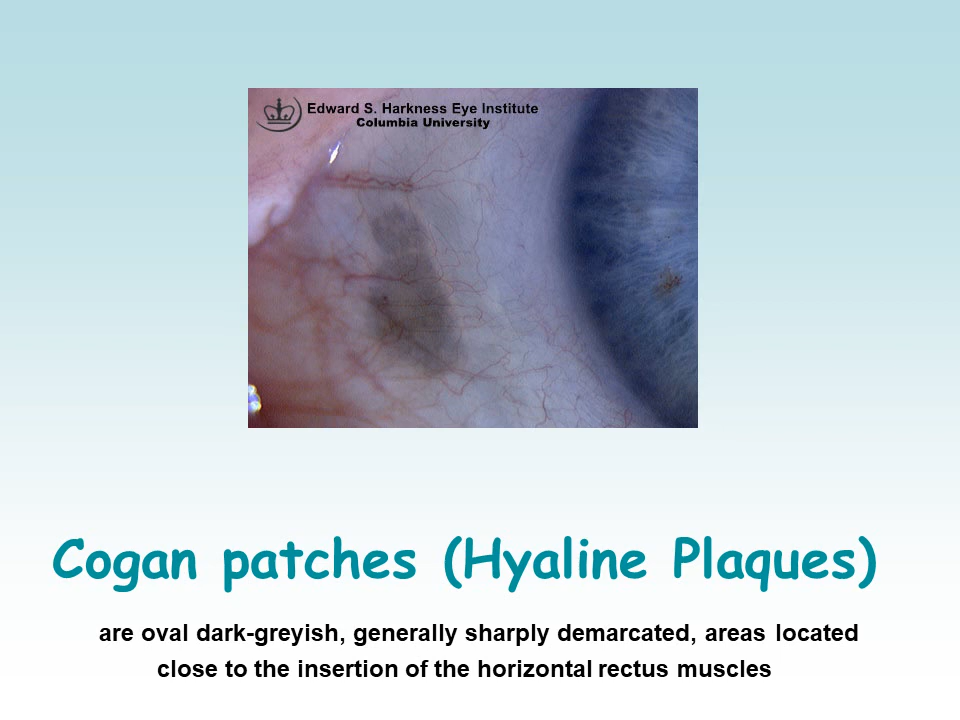 Edward S. Harkness Eye Institute
Columbia University
Cogan patches (Hyaline Plaques)
are oval dark-greyish, generally sharply demarcated, areas located
close to the insertion of the horizontal rectus muscles